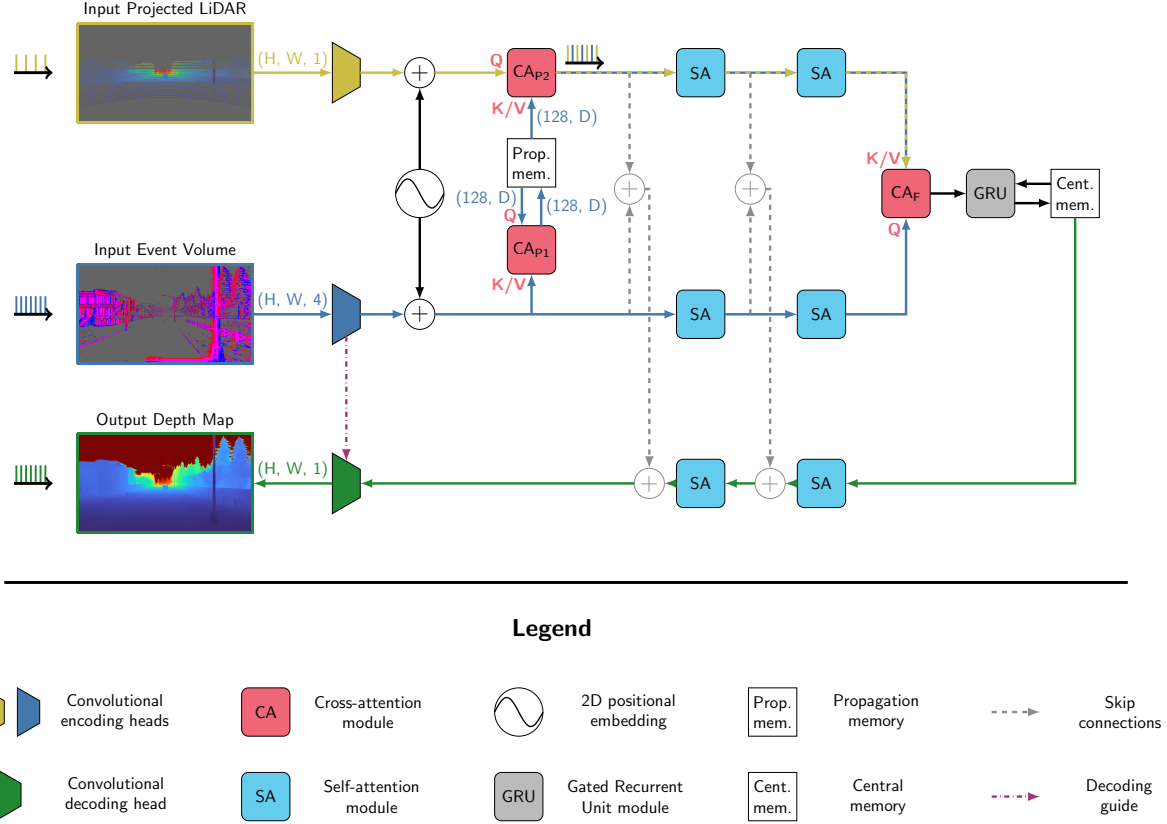 Input Projected LiDAR
(H, W, 1)
Q
CA_P2
K/V
(128, D)
SA
SA
Prop.
mem.
(128, D)
Q
(128, D)
CA_P1
K/V
K/V
CA_F
Q
GRU
Cent.
mem.
Input Event Volume
(H, W, 4)
SA
SA
Output Depth Map
(H, W, 1)
SA
SA
Legend
Convolutional
encoding heads
CA
Cross-attention
module
2D positional
embedding
Prop.
mem.
Propagation
memory
Skip
connections
Convolutional
decoding head
SA
Self-attention
module
GRU
Gated Recurrent
Unit module
Cent.
mem.
Central
memory
Decoding
guide